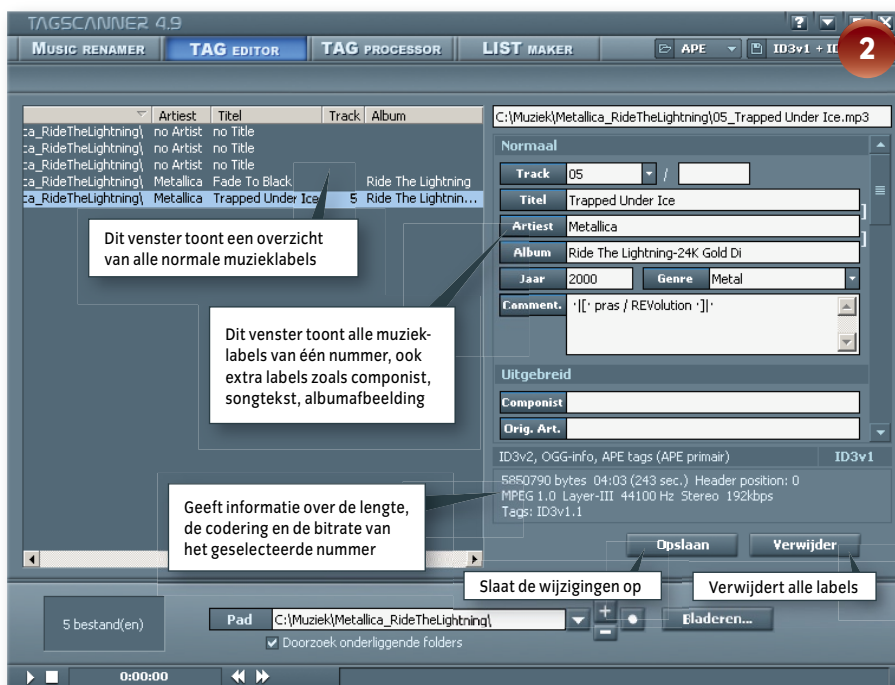 TAGSCANNER 4.9
?
MUSIC RENAMER TAG EDITOR TAG PROCESSOR LIST MAKER APE ID3v1 + ID
2
Artiest Titel Track Album
ca_RideTheLightning\ no Artist no Title
ca_RideTheLightning\ no Artist no Title
ca_RideTheLightning\ no Artist no Title
ca_RideTheLightning\ Metallica Fade To Black Ride The Lightning
ca_RideTheLightning\ Metallica Trapped Under Ice 5 Ride The Lightnin...
Dit venster toont een overzicht
van alle normale muzieklabels
C:\Muziek\Metallica_RideTheLightning\05_Trapped Under Ice.mp3
Normaal
Track 05 /
Titel Trapped Under Ice
Artiest Metallica
Album Ride The Lightning-24K Gold Di
Jaar 2000 Genre Metal
Comment. ·|[· pras / REVolution ·]|·
Dit venster toont alle muziek-
labels van één nummer, ook
extra labels zoals componist,
songtekst, albumafbeelding
Uitgebreid
Componist
Orig. Art.
ID3v2, OGG-info, APE tags (APE primair) ID3v1
5850790 bytes 04:03 (243 sec.) Header position: 0
MPEG 1.0 Layer-III 44100 Hz Stereo 192kbps
Tags: ID3v1.1
Geeft informatie over de lengte,
de codering en de bitrate van
het geselecteerde nummer
Opslaan Verwijder
Slaat de wijzigingen op
Verwijdert alle labels
5 bestand(en)
Pad C:\Muziek\Metallica_RideTheLightning\ Bladeren...
Doorzoek onderliggende folders
0:00:00